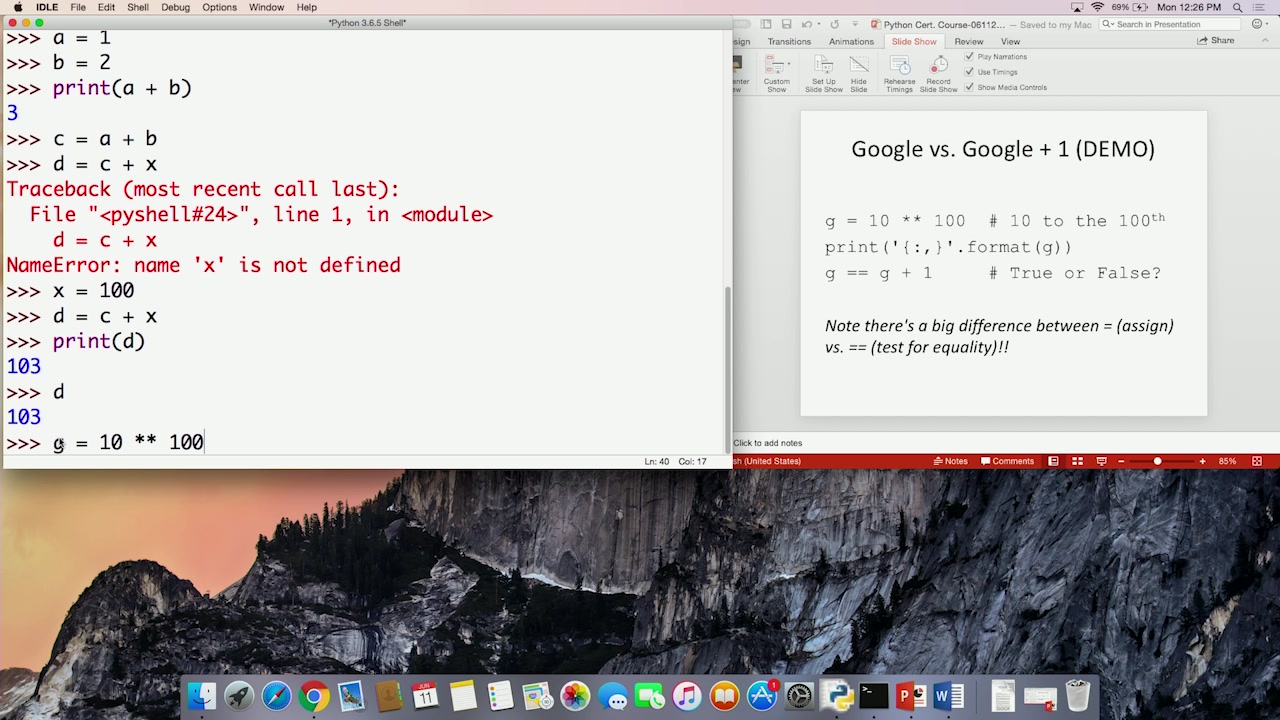 IDLE File Edit Shell Debug Options Window Help 69% Mon 12:26 PM
*Python 3.6.5 Shell*
>>> a = 1
>>> b = 2
>>> print(a + b)
3
>>> c = a + b
>>> d = c + x
Traceback (most recent call last):
File "<pyshell#24>", line 1, in <module>
d = c + x
NameError: name 'x' is not defined
>>> x = 100
>>> d = c + x
>>> print(d)
103
>>> d
103
>>> g = 10 ** 100
Ln: 40 Col: 17
Python Cert. Course-06112... — Saved to my Mac
Search in Presentation
sign Transitions Animations Slide Show Review View Share
Custom Show
Set Up Slide Show
Hide Slide
Rehearse Timings
Record Slide Show
Play Narrations
Use Timings
Show Media Controls
Google vs. Google + 1 (DEMO)
g = 10 ** 100 # 10 to the 100th
print('{:,}'.format(g))
g == g + 1 # True or False?
Note there's a big difference between = (assign)
vs. == (test for equality)!!
Click to add notes
sh (United States) Notes Comments 85%
JUN
11
1